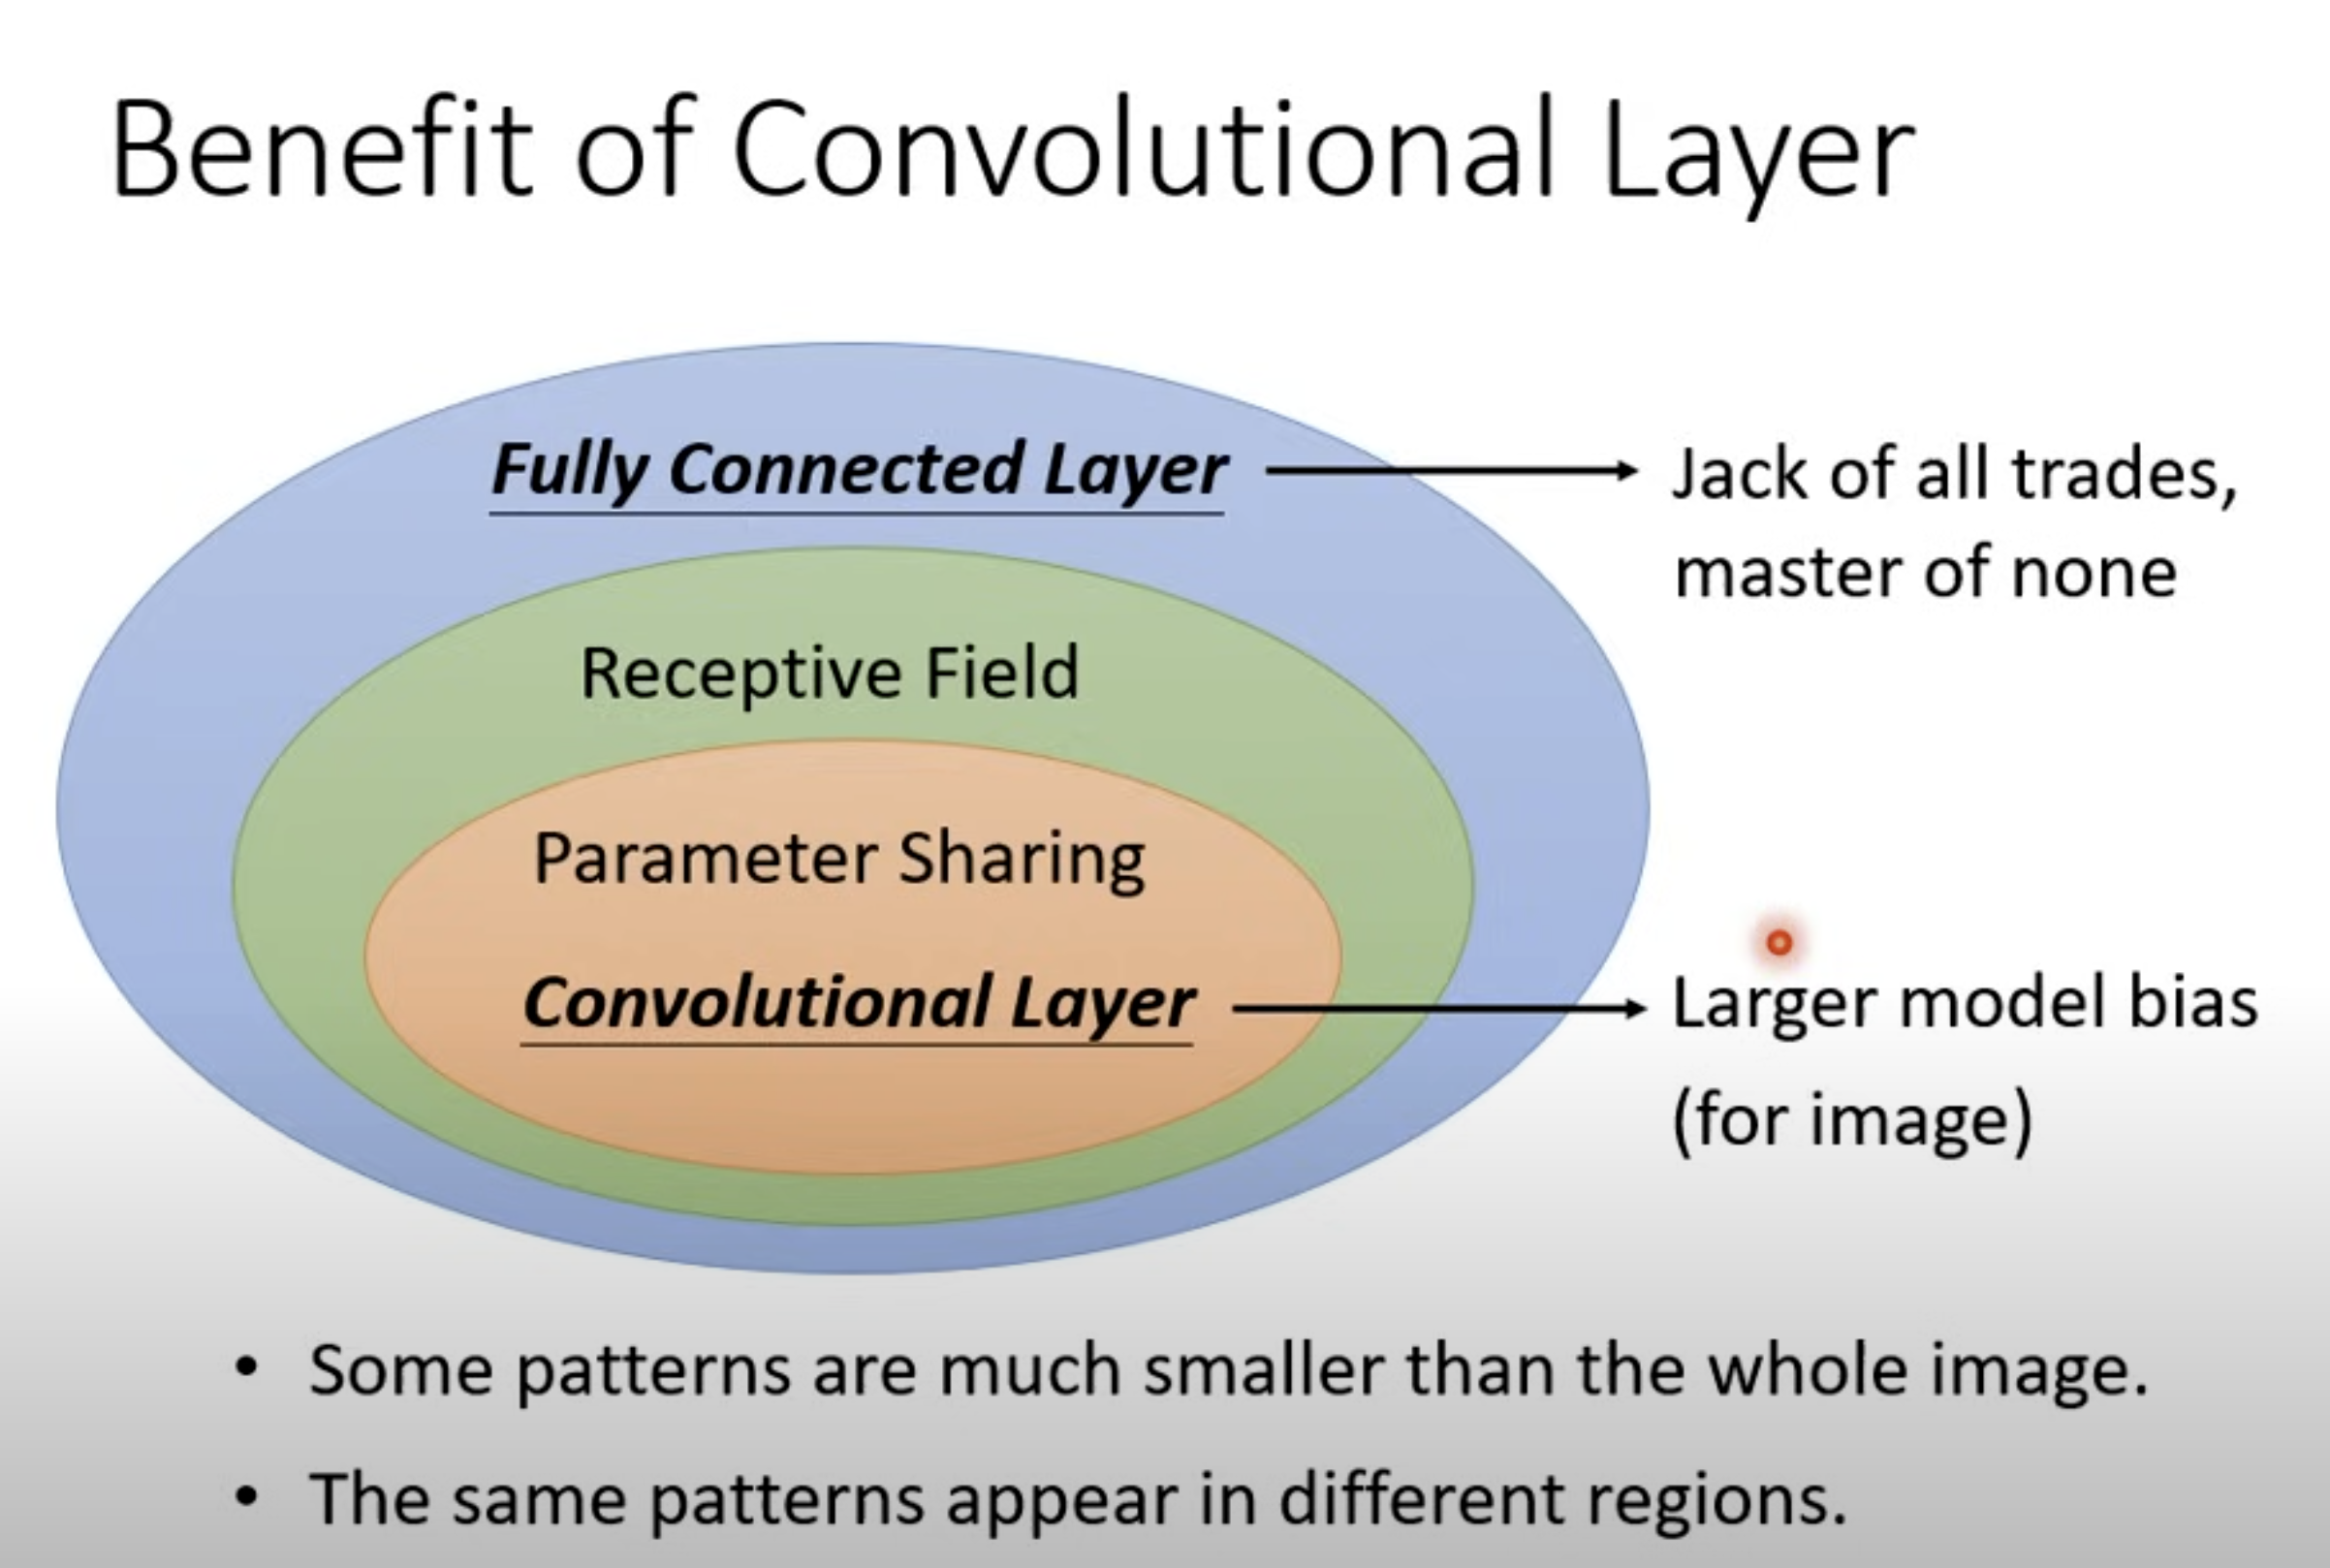 Benefit of Convolutional Layer
Fully Connected Layer
Jack of all trades,
master of none
Receptive Field
Parameter Sharing
Convolutional Layer
Larger model bias
(for image)
• Some patterns are much smaller than the whole image.
• The same patterns appear in different regions.